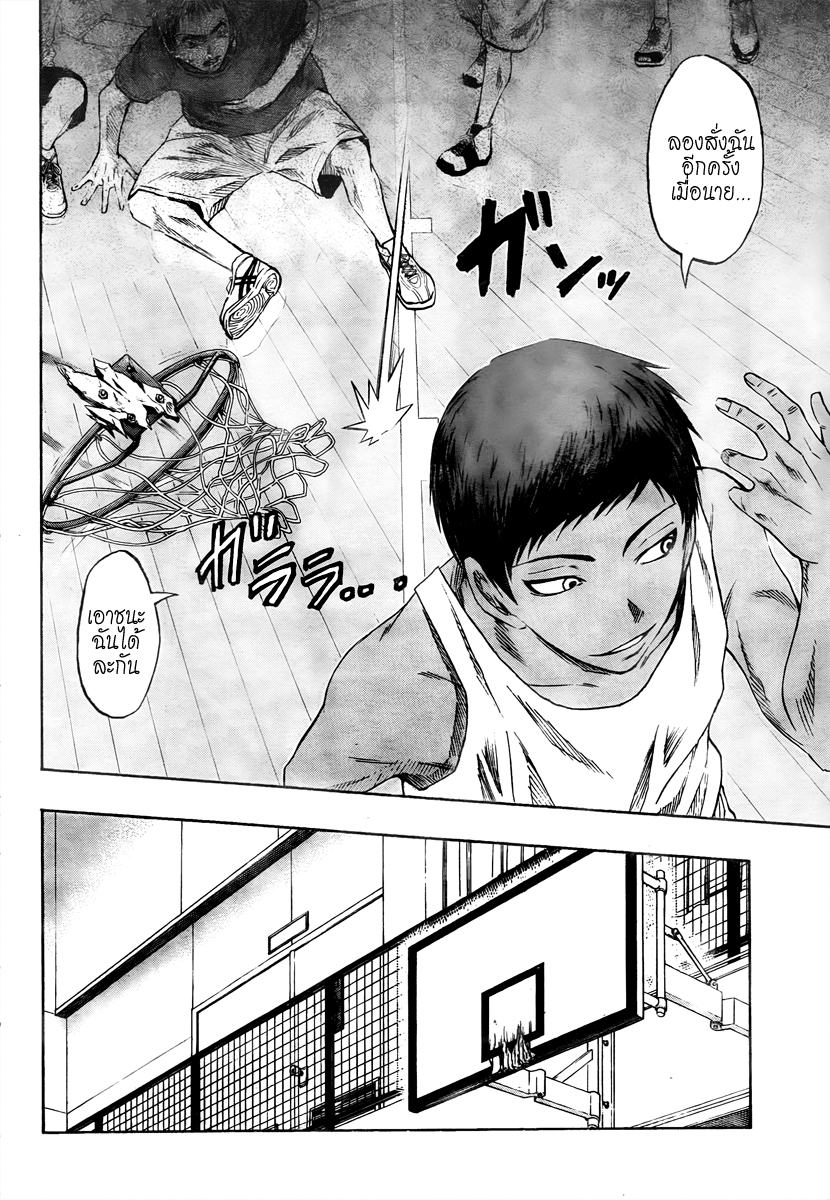 ลองสั่งฉัน
อีกครั้ง
เมื่อนาย...
ガンッ
ガララ...
เอาชนะ
ฉันได้
ละกัน